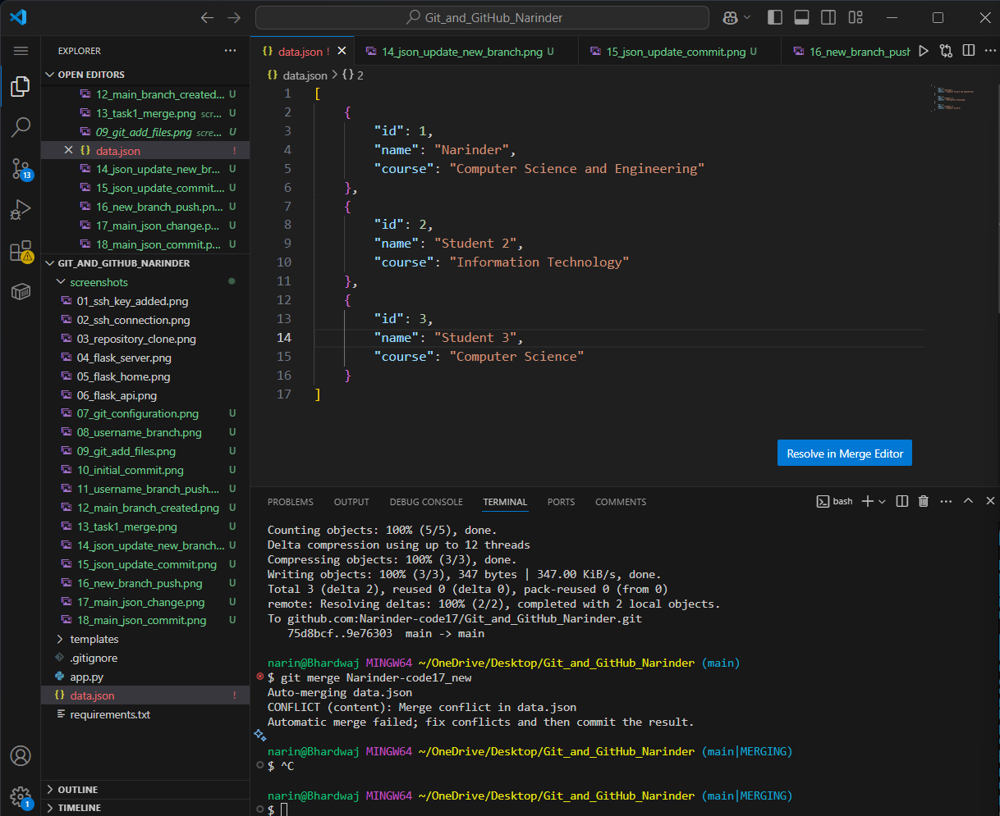 Git_and_GitHub_Narinder
EXPLORER
OPEN EDITORS
12_main_branch_created... U
13_task1_merge.png scr... U
09_git_add_files.png scree... U
data.json !
14_json_update_new_br... U
15_json_update_commit.... U
16_new_branch_push.pn... U
17_main_json_change.p... U
18_main_json_commit.p... U
GIT_AND_GITHUB_NARINDER
screenshots
01_ssh_key_added.png
02_ssh_connection.png
03_repository_clone.png
04_flask_server.png
05_flask_home.png
06_flask_api.png
07_git_configuration.png U
08_username_branch.png U
09_git_add_files.png U
10_initial_commit.png U
11_username_branch_push.... U
12_main_branch_created.png U
13_task1_merge.png U
14_json_update_new_branch... U
15_json_update_commit.png U
16_new_branch_push.png U
17_main_json_change.png U
18_main_json_commit.png U
templates
.gitignore
app.py
data.json !
requirements.txt
OUTLINE
TIMELINE
13
1
data.json ! 14_json_update_new_branch.png U 15_json_update_commit.png U 16_new_branch_push
data.json > {} 2
1 [
2 {
3 "id": 1,
4 "name": "Narinder",
5 "course": "Computer Science and Engineering"
6 },
7 {
8 "id": 2,
9 "name": "Student 2",
10 "course": "Information Technology"
11 },
12 {
13 "id": 3,
14 "name": "Student 3",
15 "course": "Computer Science"
16 }
17 ]
Resolve in Merge Editor
PROBLEMS OUTPUT DEBUG CONSOLE TERMINAL PORTS COMMENTS bash
Counting objects: 100% (5/5), done.
Delta compression using up to 12 threads
Compressing objects: 100% (3/3), done.
Writing objects: 100% (3/3), 347 bytes | 347.00 KiB/s, done.
Total 3 (delta 2), reused 0 (delta 0), pack-reused 0 (from 0)
remote: Resolving deltas: 100% (2/2), completed with 2 local objects.
To github.com:Narinder-code17/Git_and_GitHub_Narinder.git
75d8bcf..9e76303 main -> main
narin@Bhardwaj MINGW64 ~/OneDrive/Desktop/Git_and_GitHub_Narinder (main)
$ git merge Narinder-code17_new
Auto-merging data.json
CONFLICT (content): Merge conflict in data.json
Automatic merge failed; fix conflicts and then commit the result.
narin@Bhardwaj MINGW64 ~/OneDrive/Desktop/Git_and_GitHub_Narinder (main|MERGING)
$ ^C
narin@Bhardwaj MINGW64 ~/OneDrive/Desktop/Git_and_GitHub_Narinder (main|MERGING)
$